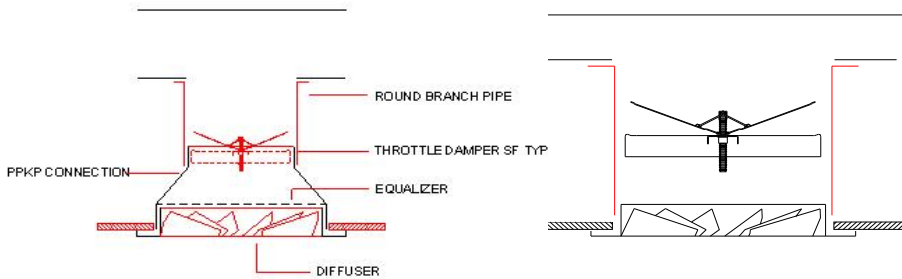 ROUND BRANCH PIPE
THROTTLE DAMPER SF TYP
PPKP CONNECTION
EQUALIZER
DIFFUSER